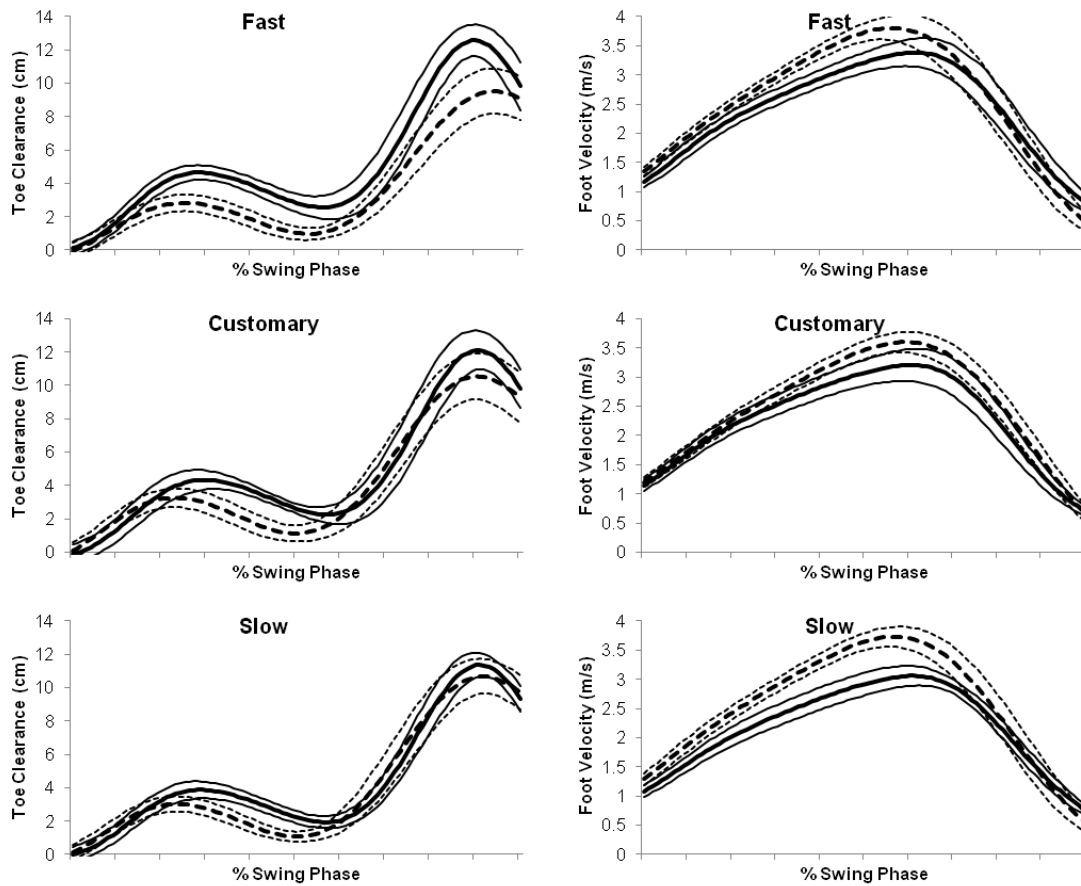 Fast
Toe Clearance (cm)
14
12
10
8
6
4
2
0
% Swing Phase
Fast
Foot Velocity (m/s)
4
3.5
3
2.5
2
1.5
1
0.5
0
% Swing Phase
Customary
Toe Clearance (cm)
14
12
10
8
6
4
2
0
% Swing Phase
Customary
Foot Velocity (m/s)
4
3.5
3
2.5
2
1.5
1
0.5
0
% Swing Phase
Slow
Toe Clearance (cm)
14
12
10
8
6
4
2
0
% Swing Phase
Slow
Foot Velocity (m/s)
4
3.5
3
2.5
2
1.5
1
0.5
0
% Swing Phase